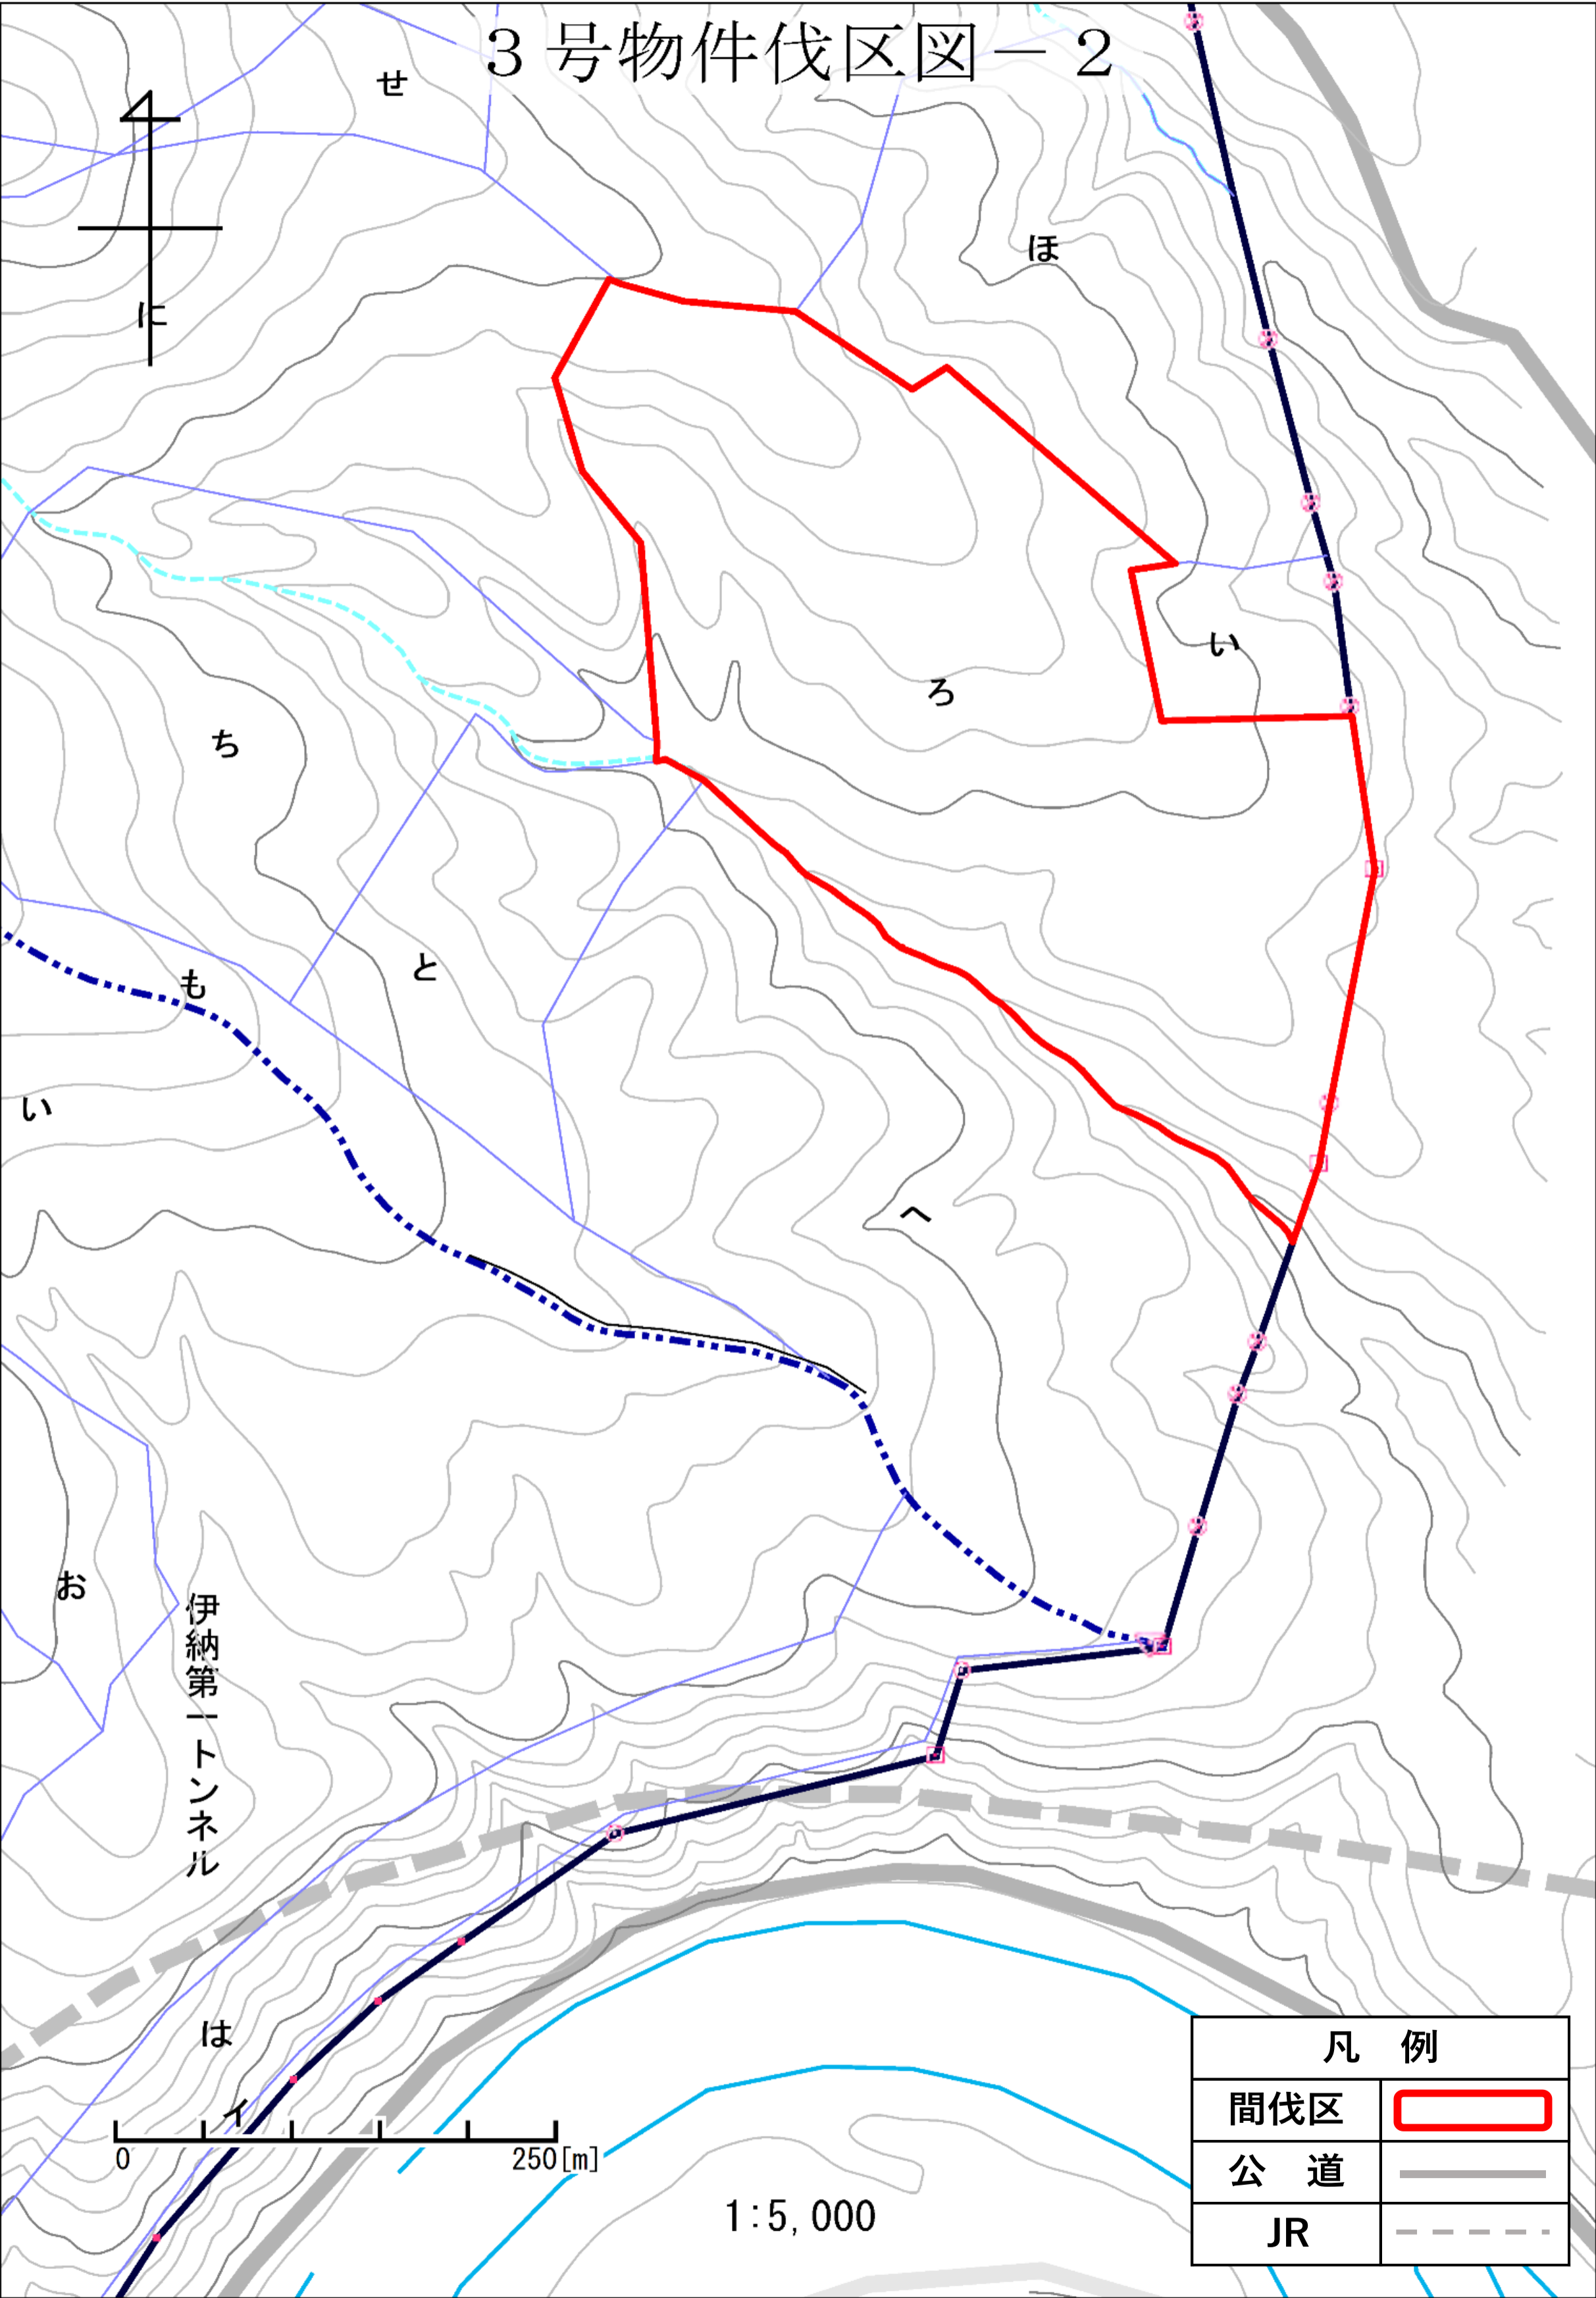 ３号物件伐区図－２
せ
ほ
に
い
ろ
ち
と
も
い
へ
お
伊納第一トンネル
は
イ
0 250[m]
1:5,000
凡 例
間伐区
公 道
JR